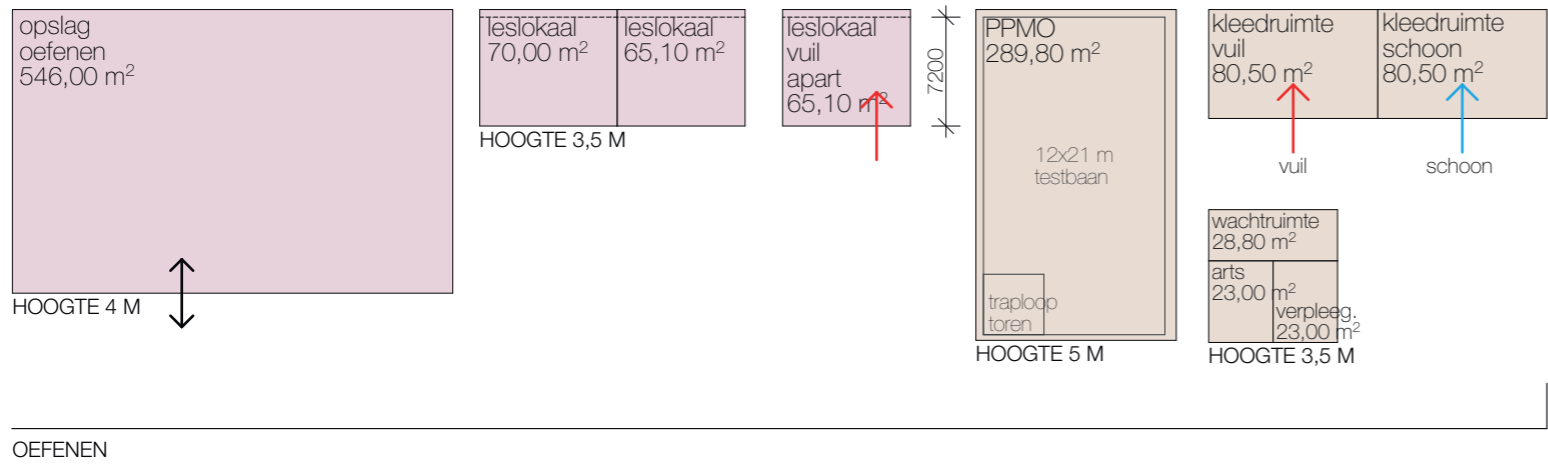 opslag
oefenen
546,00 m²
HOOGTE 4 M
leslokaal
70,00 m²
leslokaal
65,10 m²
HOOGTE 3,5 M
leslokaal
vuil
apart
65,10 m²
7200
PPMO
289,80 m²
12x21 m
testbaan
traploop
toren
HOOGTE 5 M
kleedruimte
vuil
80,50 m²
kleedruimte
schoon
80,50 m²
vuil
schoon
wachtruimte
28,80 m²
arts
23,00 m²
verpleeg.
23,00 m²
HOOGTE 3,5 M
OEFENEN